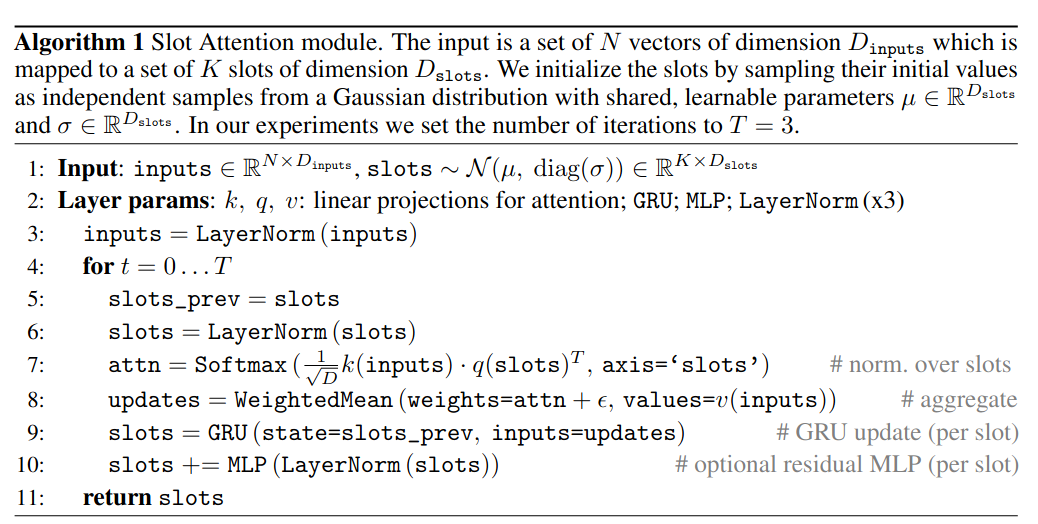 Algorithm 1 Slot Attention module. The input is a set of N vectors of dimension D_inputs which is
mapped to a set of K slots of dimension D_slots. We initialize the slots by sampling their initial values
as independent samples from a Gaussian distribution with shared, learnable parameters μ ∈ ℝ^{D_slots}
and σ ∈ ℝ^{D_slots}. In our experiments we set the number of iterations to T = 3.
1: Input: inputs ∈ ℝ^{N×D_inputs}, slots ∼ 𝒩(μ, diag(σ)) ∈ ℝ^{K×D_slots}
2: Layer params: k, q, v: linear projections for attention; GRU; MLP; LayerNorm(x3)
3: inputs = LayerNorm(inputs)
4: for t = 0 … T
5: slots_prev = slots
6: slots = LayerNorm(slots)
7: attn = Softmax(1/√D k(inputs) · q(slots)^T, axis=‘slots’) # norm. over slots
8: updates = WeightedMean(weights=attn + ϵ, values=v(inputs)) # aggregate
9: slots = GRU(state=slots_prev, inputs=updates) # GRU update (per slot)
10: slots += MLP(LayerNorm(slots)) # optional residual MLP (per slot)
11: return slots